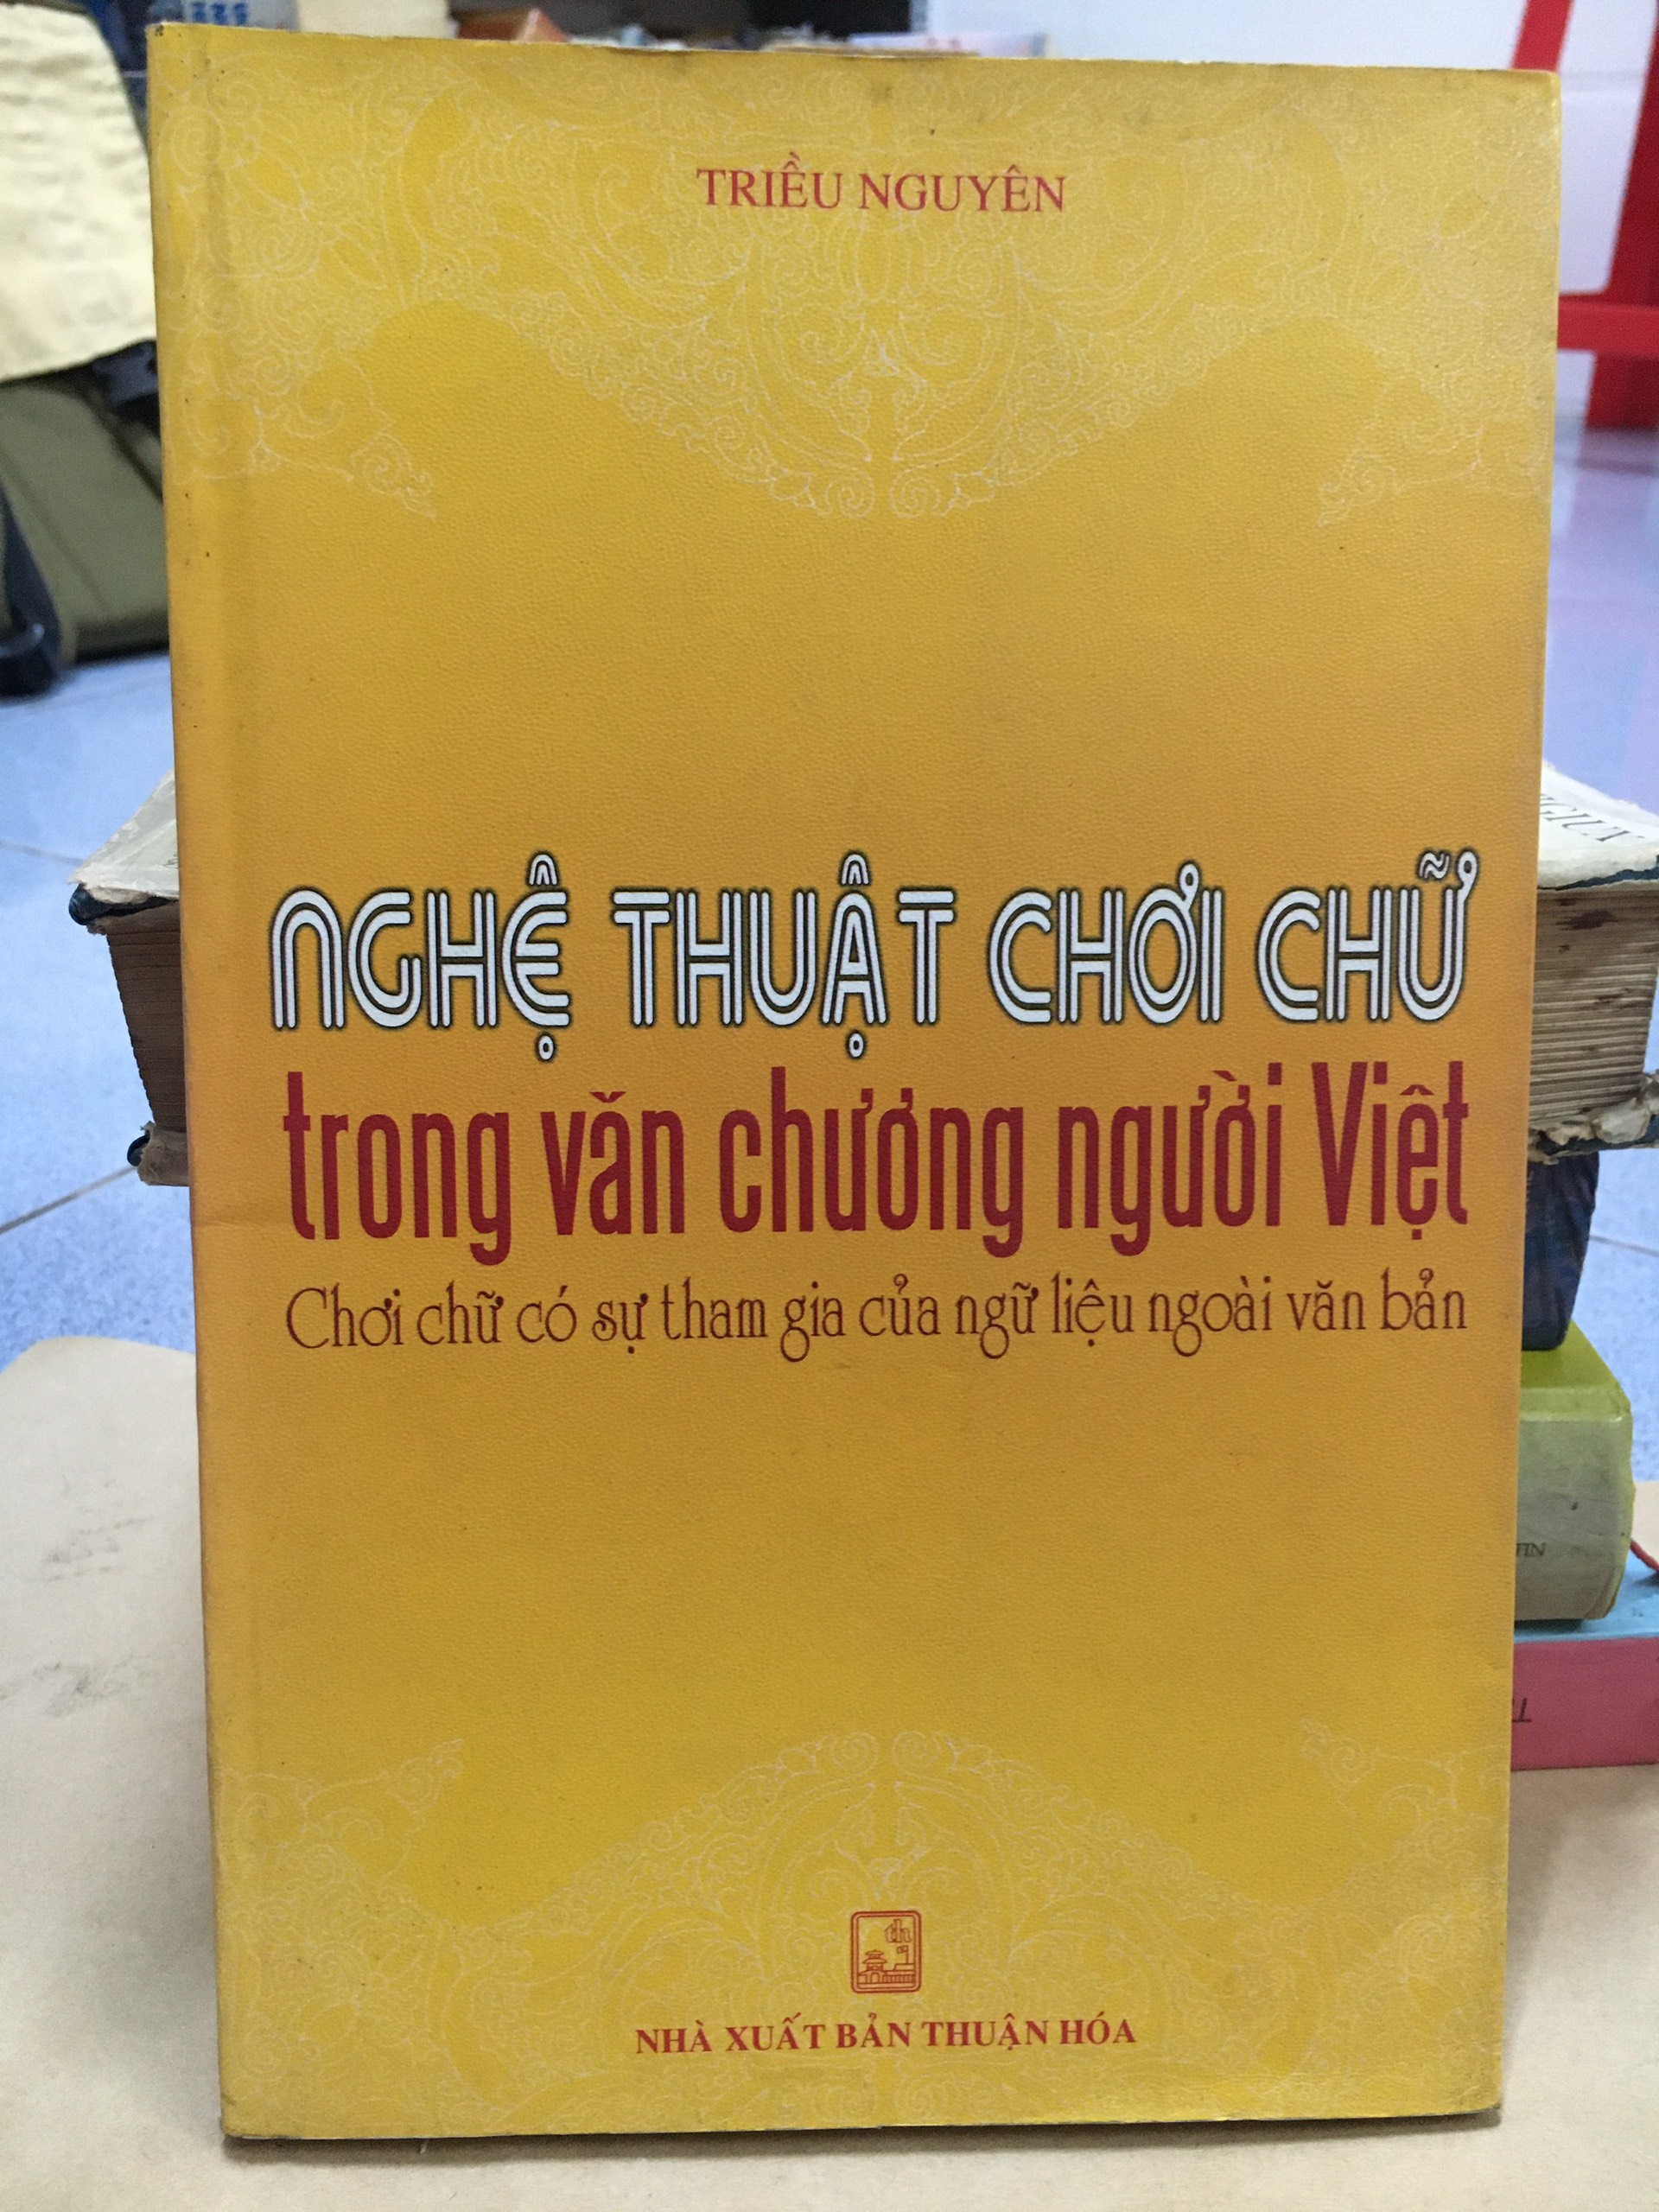 TRIỀU NGUYÊN
NGHỆ THUẬT CHƠI CHỮ
trong văn chương người Việt
Chơi chữ có sự tham gia của ngữ liệu ngoài văn bản
th
NHÀ XUẤT BẢN THUẬN HÓA